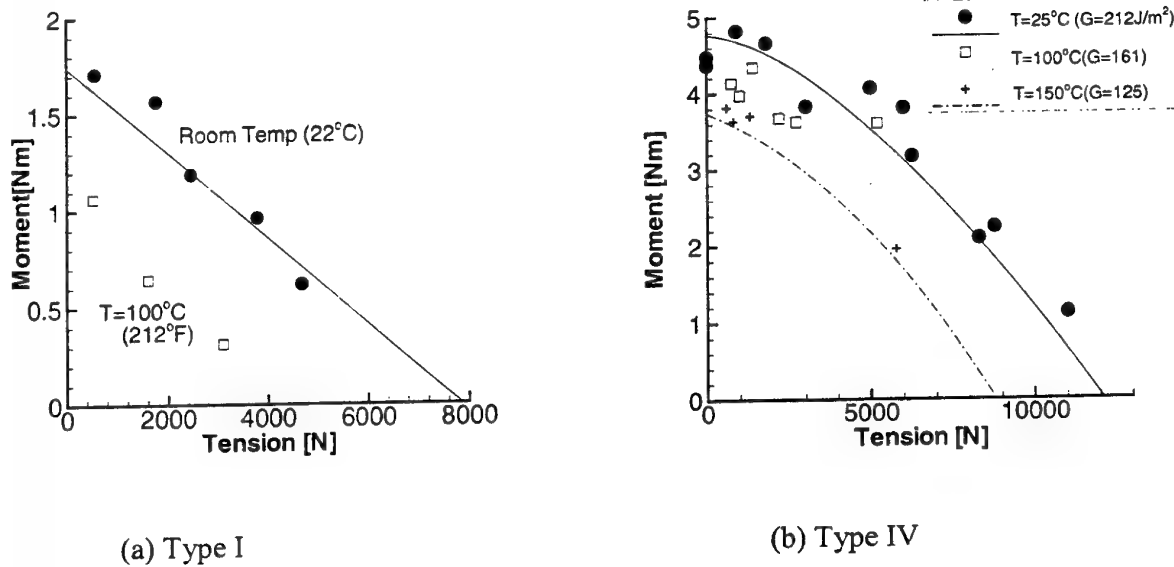 2
1.5
1
0.5
0
Moment[Nm]
Room Temp (22°C)
T=100°C
(212°F)
0
2000
4000
6000
8000
Tension [N]
(a) Type I
T=25°C (G=212J/m²)
T=100°C(G=161)
T=150°C(G=125)
5
4
3
2
1
0
Moment [Nm]
0
5000
10000
Tension [N]
(b) Type IV